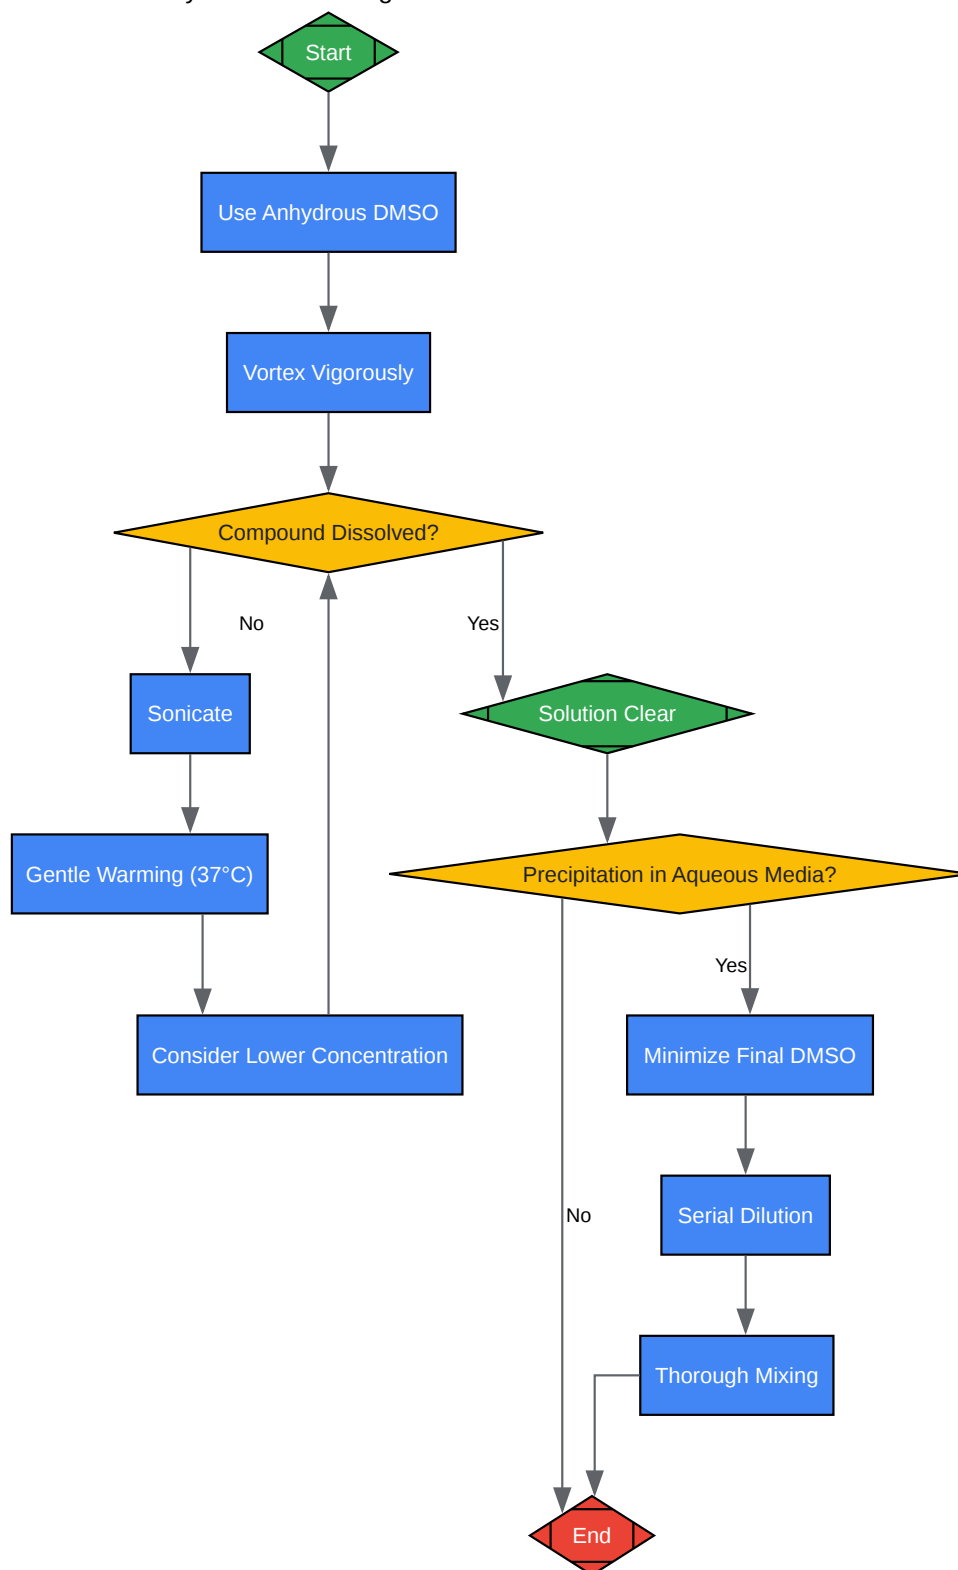 Start
Use Anhydrous DMSO
Vortex Vigorously
Compound Dissolved?
No
Yes
Sonicate
Solution Clear
Gentle Warming (37°C)
Precipitation in Aqueous Media?
Yes
Consider Lower Concentration
Minimize Final DMSO
No
Serial Dilution
Thorough Mixing
End